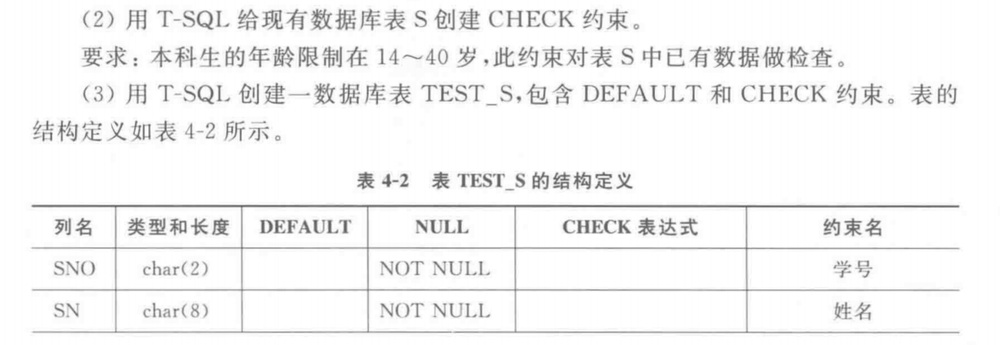 (2) 用 T-SQL 给现有数据库表 S 创建 CHECK 约束。
要求：本科生的年龄限制在 14～40 岁,此约束对表 S 中已有数据做检查。
(3) 用 T-SQL 创建一数据库表 TEST_S,包含 DEFAULT 和 CHECK 约束。表的
结构定义如表 4-2 所示。
表 4-2 表 TEST_S 的结构定义
列名 类型和长度 DEFAULT NULL CHECK 表达式 约束名
SNO char(2) NOT NULL 学号
SN char(8) NOT NULL 姓名